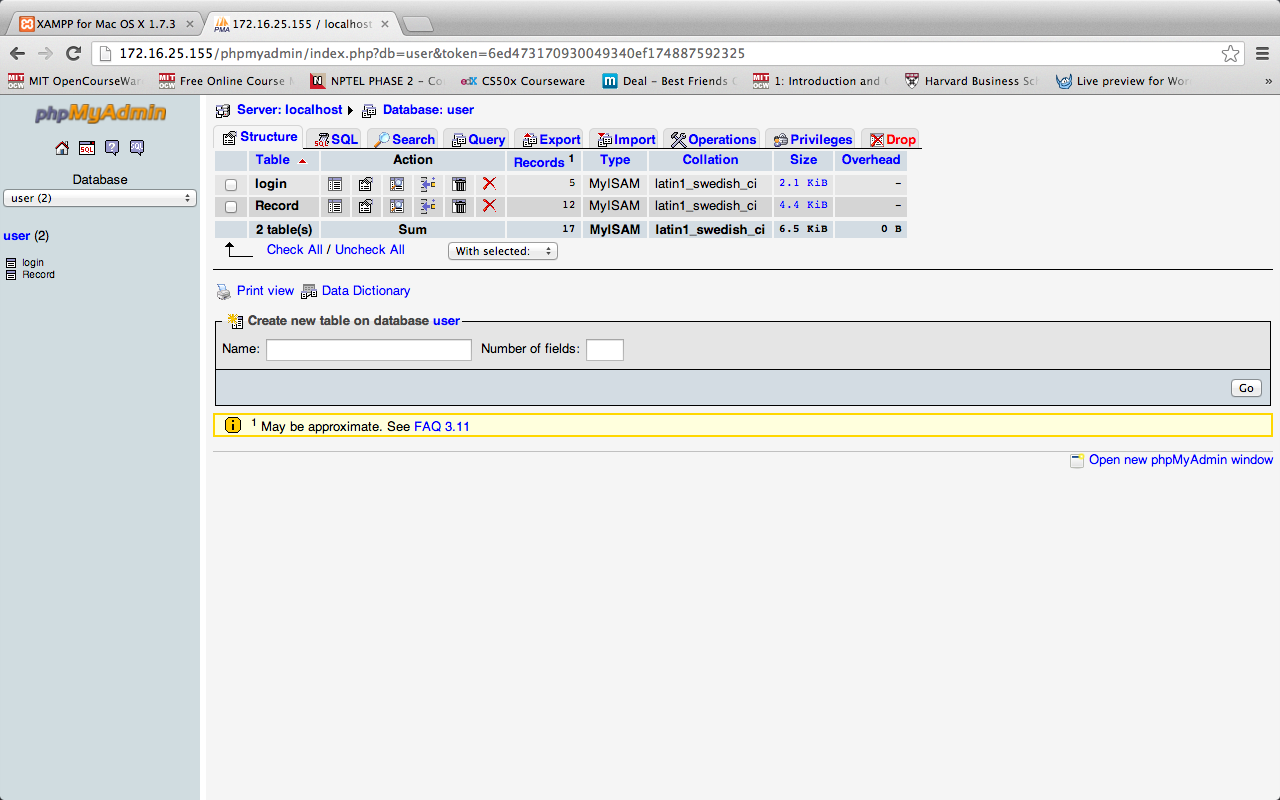 XAMPP for Mac OS X 1.7.3
PMA 172.16.25.155 / localhost
172.16.25.155/phpmyadmin/index.php?db=user&token=6ed473170930049340ef174887592325
MIT OpenCourseWar Free Online Course NPTEL PHASE 2 – Co edX CS50x Courseware m Deal – Best Friends 1: Introduction and Harvard Business Sc Live preview for Wor »
phpMyAdmin
SQL ? SQL
Database
user (2)
user (2)
login
Record
Server: localhost Database: user
Structure SQL Search Query Export Import Operations Privileges Drop
Table Action Records 1 Type Collation Size Overhead
login 5 MyISAM latin1_swedish_ci 2.1 KiB –
Record 12 MyISAM latin1_swedish_ci 4.4 KiB –
2 table(s) Sum 17 MyISAM latin1_swedish_ci 6.5 KiB 0 B
Check All / Uncheck All With selected:
Print view Data Dictionary
Create new table on database user
Name: Number of fields:
Go
1 May be approximate. See FAQ 3.11
Open new phpMyAdmin window